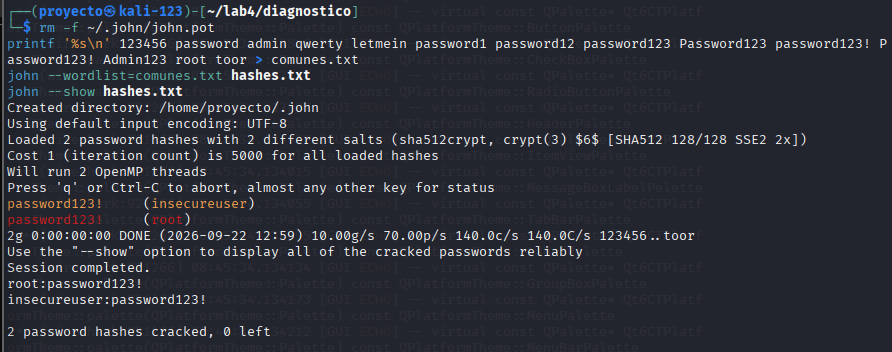 ┌──(proyecto㉿kali-123)-[~/lab4/diagnostico]
└─$ rm -f ~/.john/john.pot
printf '%s\n' 123456 password admin qwerty letmein password1 password12 password123 Password123 password123! P
assword123! Admin123 root toor > comunes.txt
john --wordlist=comunes.txt hashes.txt
john --show hashes.txt
Created directory: /home/proyecto/.john
Using default input encoding: UTF-8
Loaded 2 password hashes with 2 different salts (sha512crypt, crypt(3) $6$ [SHA512 128/128 SSE2 2x])
Cost 1 (iteration count) is 5000 for all loaded hashes
Will run 2 OpenMP threads
Press 'q' or Ctrl-C to abort, almost any other key for status
password123!     (insecureuser)
password123!     (root)
2g 0:00:00:00 DONE (2026-09-22 12:59) 10.00g/s 70.00p/s 140.0c/s 140.0C/s 123456..toor
Use the "--show" option to display all of the cracked passwords reliably
Session completed.
root:password123!
insecureuser:password123!

2 password hashes cracked, 0 left